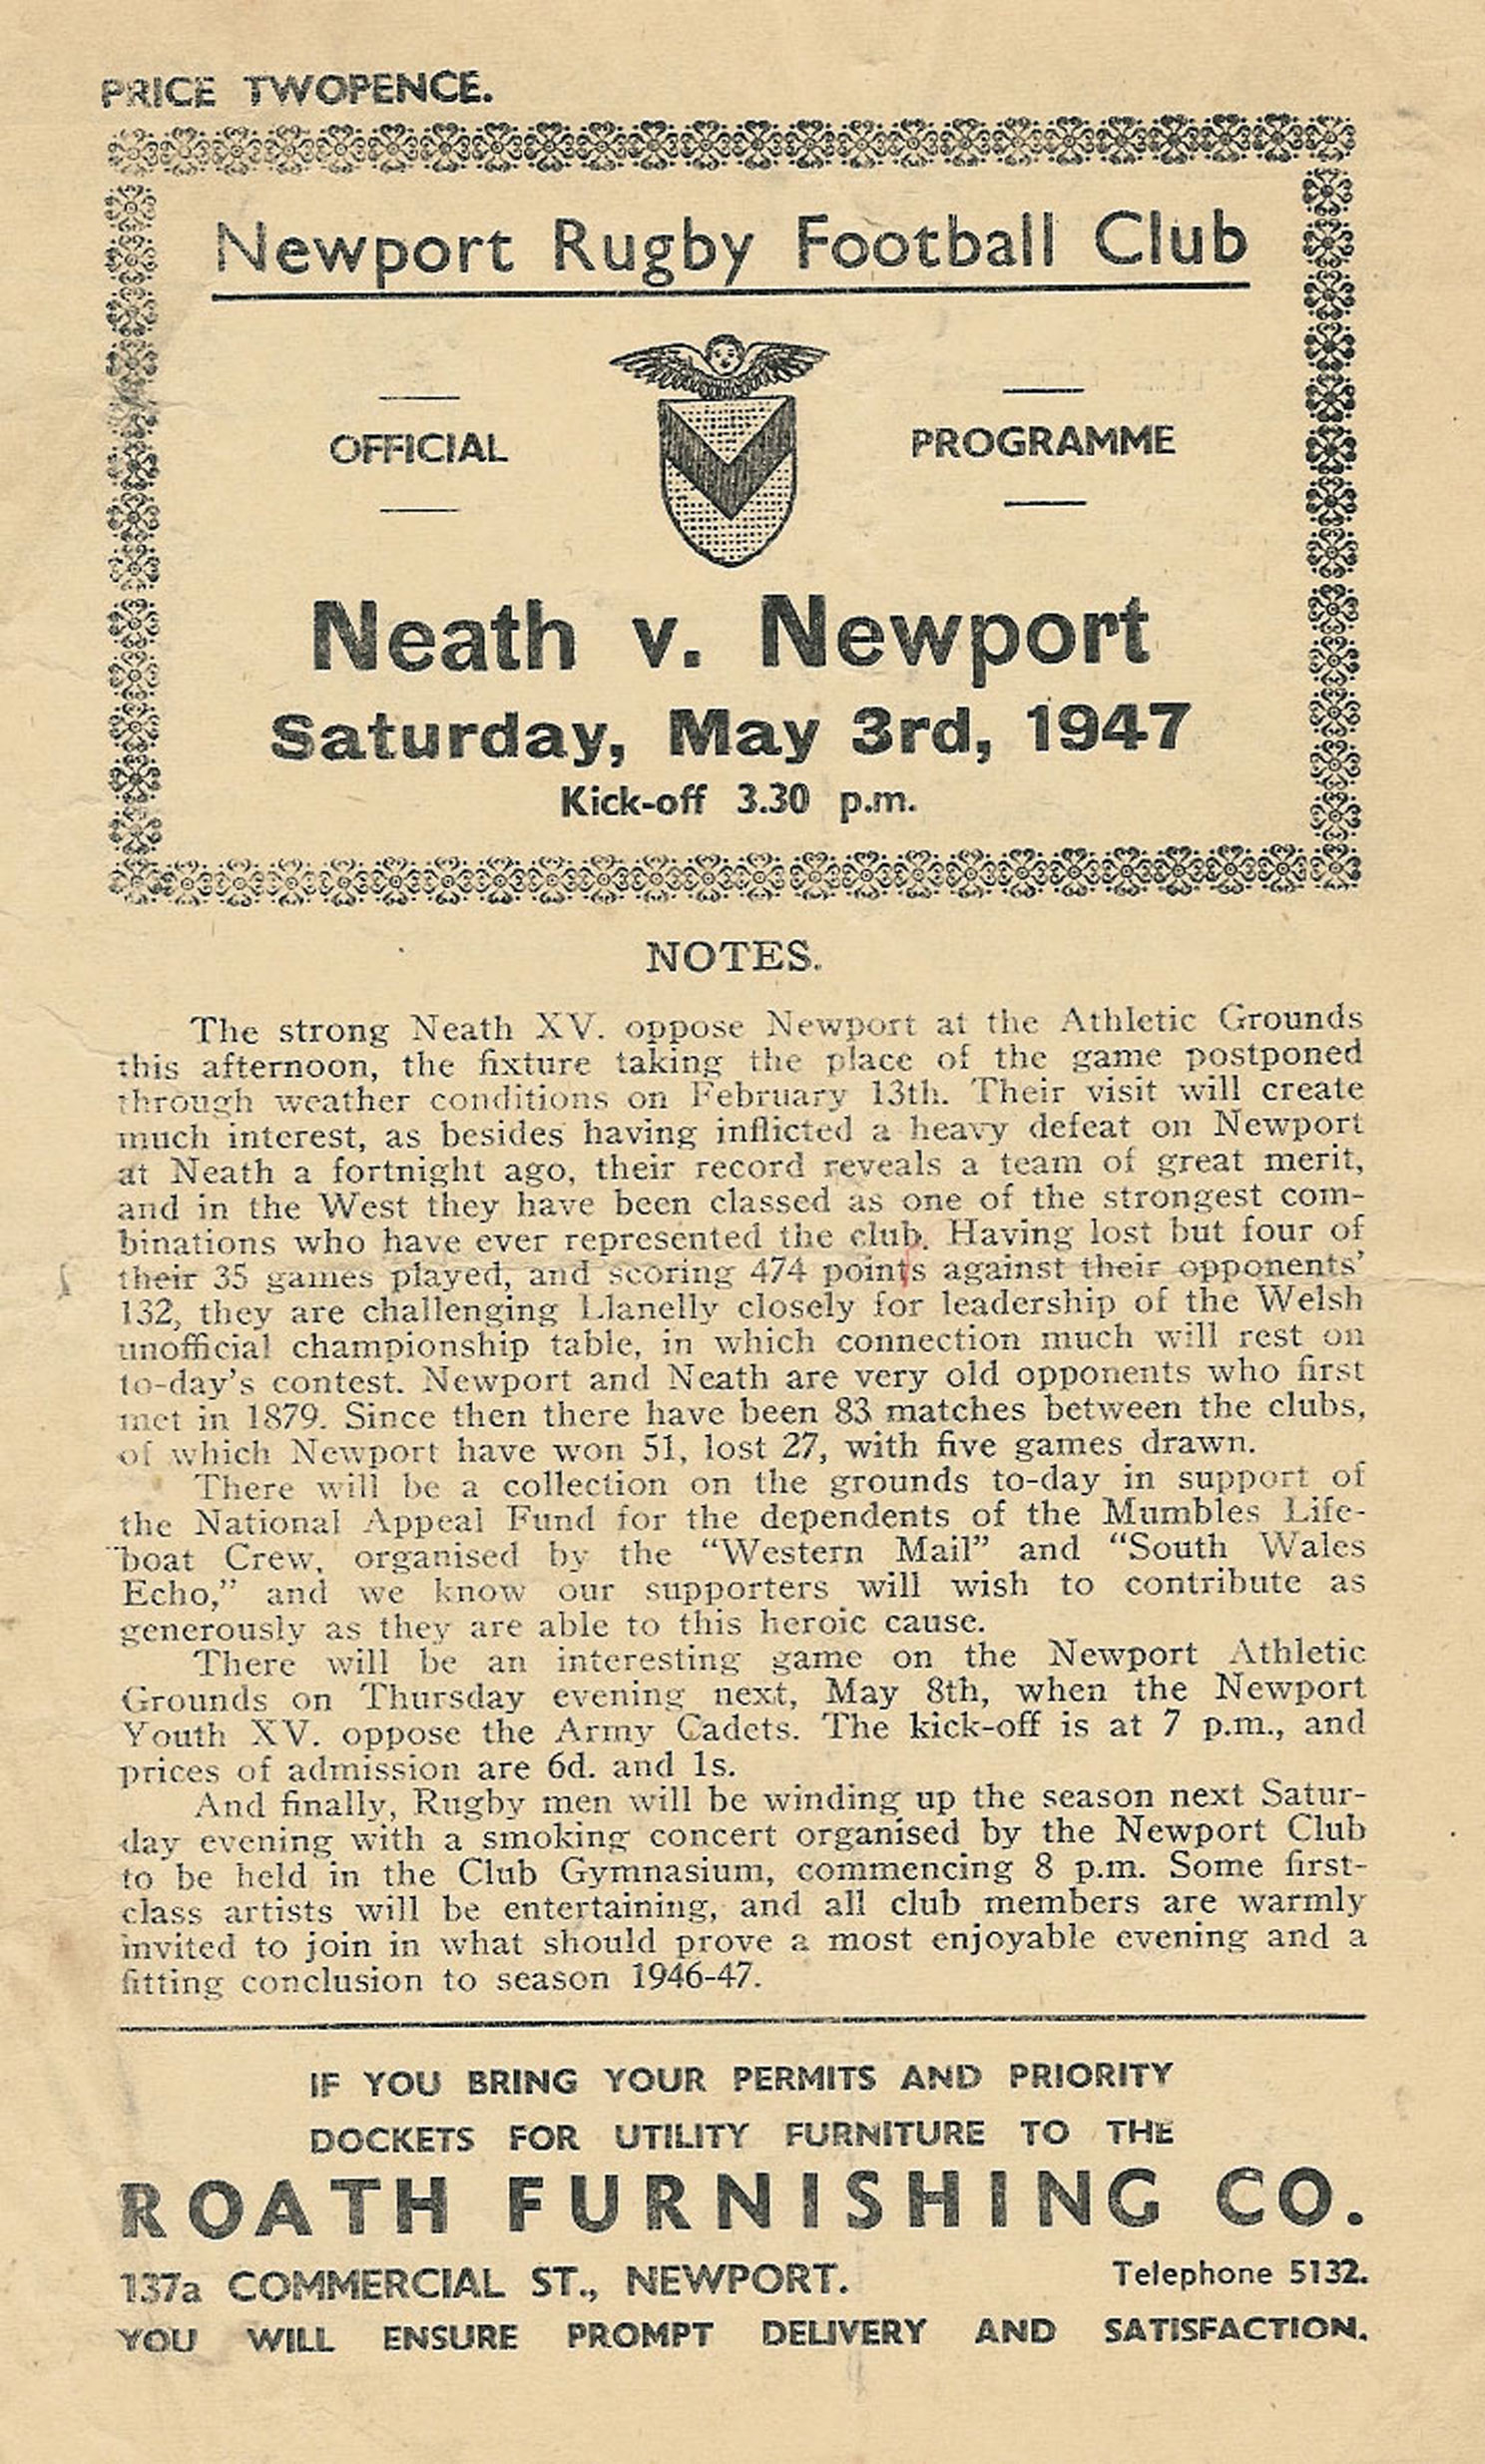 PRICE TWOPENCE.
Newport Rugby Football Club
OFFICIAL PROGRAMME
Neath v. Newport
Saturday, May 3rd, 1947
Kick-off 3.30 p.m.
NOTES.
The strong Neath XV. oppose Newport at the Athletic Grounds
this afternoon, the fixture taking the place of the game postponed
through weather conditions on February 13th. Their visit will create
much interest, as besides having inflicted a heavy defeat on Newport
at Neath a fortnight ago, their record reveals a team of great merit,
and in the West they have been classed as one of the strongest com-
binations who have ever represented the club. Having lost but four of
their 35 games played, and scoring 474 points against their opponents'
132, they are challenging Llanelly closely for leadership of the Welsh
unofficial championship table, in which connection much will rest on
to-day's contest. Newport and Neath are very old opponents who first
met in 1879. Since then there have been 83 matches between the clubs,
of which Newport have won 51, lost 27, with five games drawn.
There will be a collection on the grounds to-day in support of
the National Appeal Fund for the dependents of the Mumbles Life-
boat Crew, organised by the "Western Mail" and "South Wales
Echo," and we know our supporters will wish to contribute as
generously as they are able to this heroic cause.
There will be an interesting game on the Newport Athletic
Grounds on Thursday evening next, May 8th, when the Newport
Youth XV. oppose the Army Cadets. The kick-off is at 7 p.m., and
prices of admission are 6d. and 1s.
And finally, Rugby men will be winding up the season next Satur-
day evening with a smoking concert organised by the Newport Club
to be held in the Club Gymnasium, commencing 8 p.m. Some first-
class artists will be entertaining, and all club members are warmly
invited to join in what should prove a most enjoyable evening and a
fitting conclusion to season 1946-47.
IF YOU BRING YOUR PERMITS AND PRIORITY
DOCKETS FOR UTILITY FURNITURE TO THE
ROATH FURNISHING CO.
137a COMMERCIAL ST., NEWPORT. Telephone 5132.
YOU WILL ENSURE PROMPT DELIVERY AND SATISFACTION.